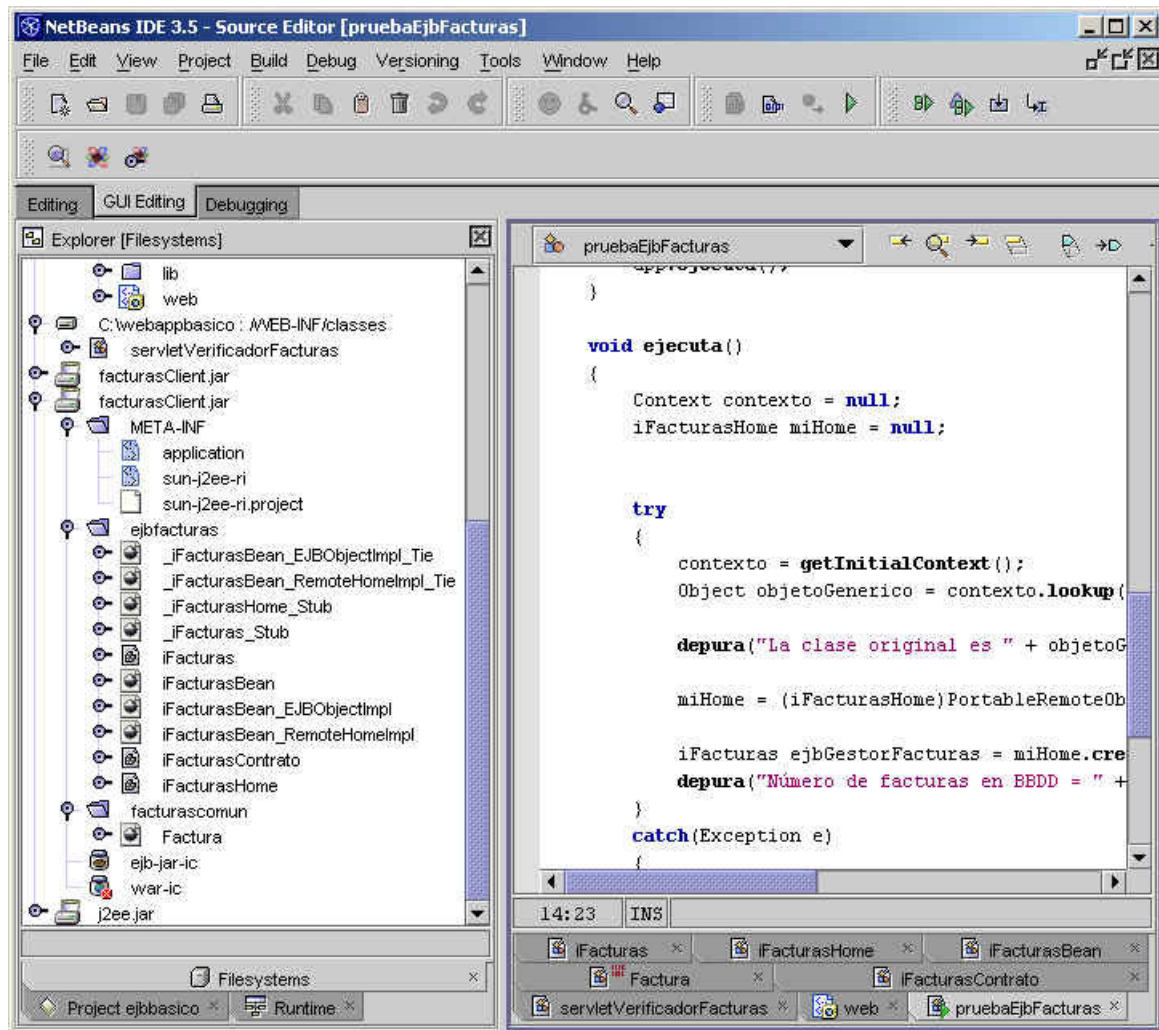 NetBeans IDE 3.5 - Source Editor [pruebaEjbFacturas]
File Edit View Project Build Debug Versioning Tools Window Help
Editing GUI Editing Debugging
Explorer [Filesystems]
lib
web
C:\webappbasico : /WEB-INF/classes
servletVerificadorFacturas
facturasClient.jar
facturasClient.jar
META-INF
application
sun-j2ee-ri
sun-j2ee-ri.project
ejbfacturas
_iFacturasBean_EJBObjectImpl_Tie
_iFacturasBean_RemoteHomeImpl_Tie
_iFacturasHome_Stub
_iFacturas_Stub
iFacturas
iFacturasBean
iFacturasBean_EJBObjectImpl
iFacturasBean_RemoteHomeImpl
iFacturasContrato
iFacturasHome
facturascomun
Factura
ejb-jar-ic
war-ic
j2ee.jar
Filesystems
Project ejbbasico Runtime
pruebaEjbFacturas
}
void ejecuta()
{
Context contexto = null;
iFacturasHome miHome = null;
try
{
contexto = getInitialContext();
Object objetoGenerico = contexto.lookup(
depura("La clase original es " + objetoG
miHome = (iFacturasHome)PortableRemoteOb
iFacturas ejbGestorFacturas = miHome.cre
depura("Número de facturas en BBDD = " +
}
catch(Exception e)
{
14:23 INS
iFacturas iFacturasHome iFacturasBean
Factura iFacturasContrato
servletVerificadorFacturas web pruebaEjbFacturas